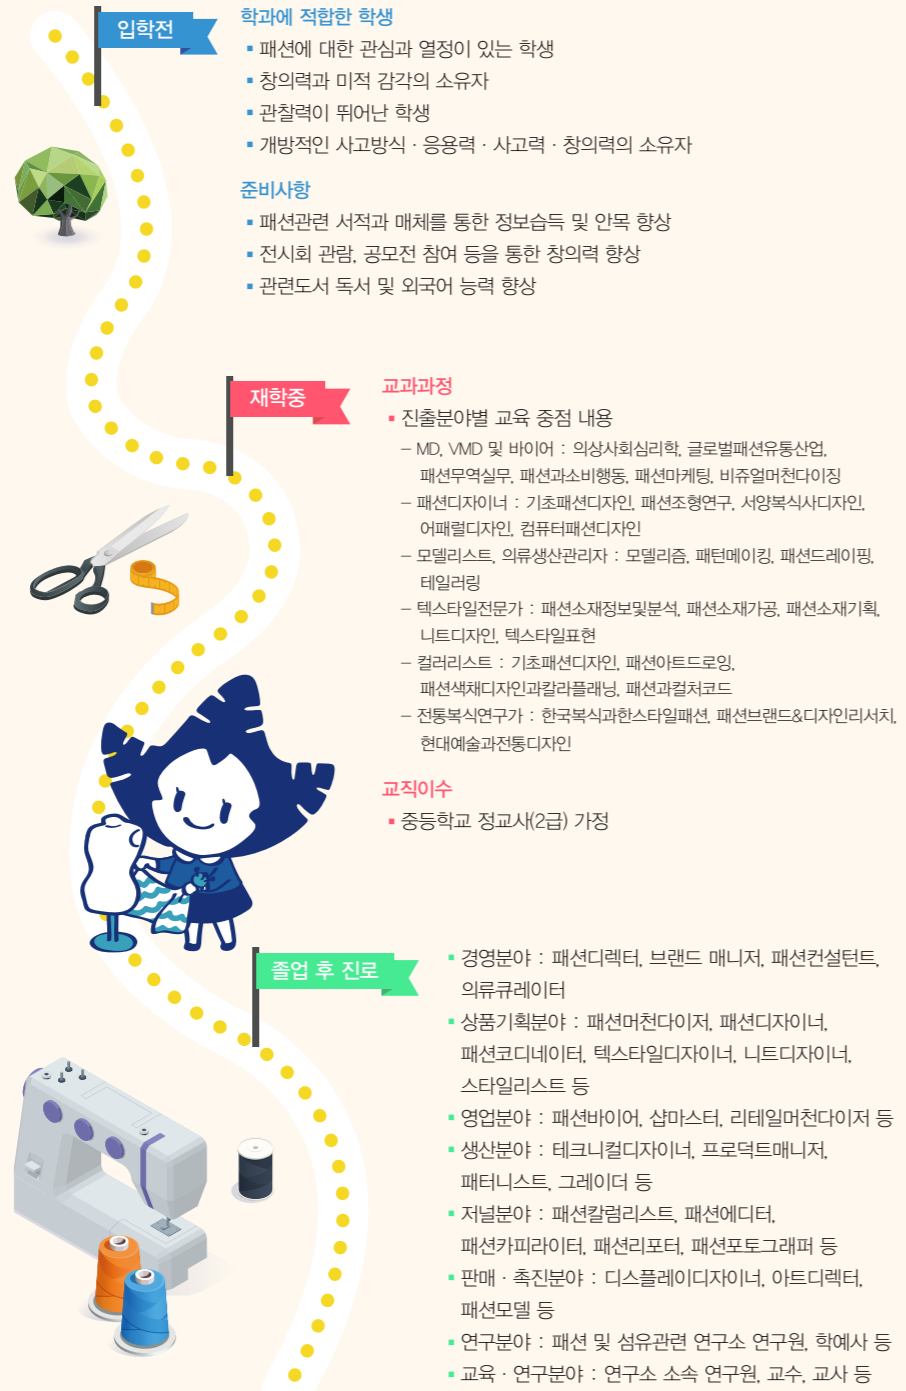 입학전
학과에 적합한 학생
▪ 패션에 대한 관심과 열정이 있는 학생
▪ 창의력과 미적 감각의 소유자
▪ 관찰력이 뛰어난 학생
▪ 개방적인 사고방식 · 응용력 · 사고력 · 창의력의 소유자
준비사항
▪ 패션관련 서적과 매체를 통한 정보습득 및 안목 향상
▪ 전시회 관람, 공모전 참여 등을 통한 창의력 향상
▪ 관련도서 독서 및 외국어 능력 향상
재학중
교과과정
▪ 진출분야별 교육 중점 내용
– MD, VMD 및 바이어 : 의상사회심리학, 글로벌패션유통산업,
패션무역실무, 패션과소비행동, 패션마케팅, 비쥬얼머천다이징
– 패션디자이너 : 기초패션디자인, 패션조형연구, 서양복식사디자인,
어패럴디자인, 컴퓨터패션디자인
– 모델리스트, 의류생산관리자 : 모델리즘, 패턴메이킹, 패션드레이핑,
테일러링
– 텍스타일전문가 : 패션소재정보및분석, 패션소재가공, 패션소재기획,
니트디자인, 텍스타일표현
– 컬러리스트 : 기초패션디자인, 패션아트드로잉,
패션색채디자인과칼라플래닝, 패션과컬처코드
– 전통복식연구가 : 한국복식과한스타일패션, 패션브랜드&디자인리서치,
현대예술과전통디자인
교직이수
▪ 중등학교 정교사(2급) 가정
졸업 후 진로
▪ 경영분야 : 패션디렉터, 브랜드 매니저, 패션컨설턴트,
의류큐레이터
▪ 상품기획분야 : 패션머천다이저, 패션디자이너,
패션코디네이터, 텍스타일디자이너, 니트디자이너,
스타일리스트 등
▪ 영업분야 : 패션바이어, 샵마스터, 리테일머천다이저 등
▪ 생산분야 : 테크니컬디자이너, 프로덕트매니저,
패터니스트, 그레이더 등
▪ 저널분야 : 패션칼럼리스트, 패션에디터,
패션카피라이터, 패션리포터, 패션포토그래퍼 등
▪ 판매 · 촉진분야 : 디스플레이디자이너, 아트디렉터,
패션모델 등
▪ 연구분야 : 패션 및 섬유관련 연구소 연구원, 학예사 등
▪ 교육 · 연구분야 : 연구소 소속 연구원, 교수, 교사 등